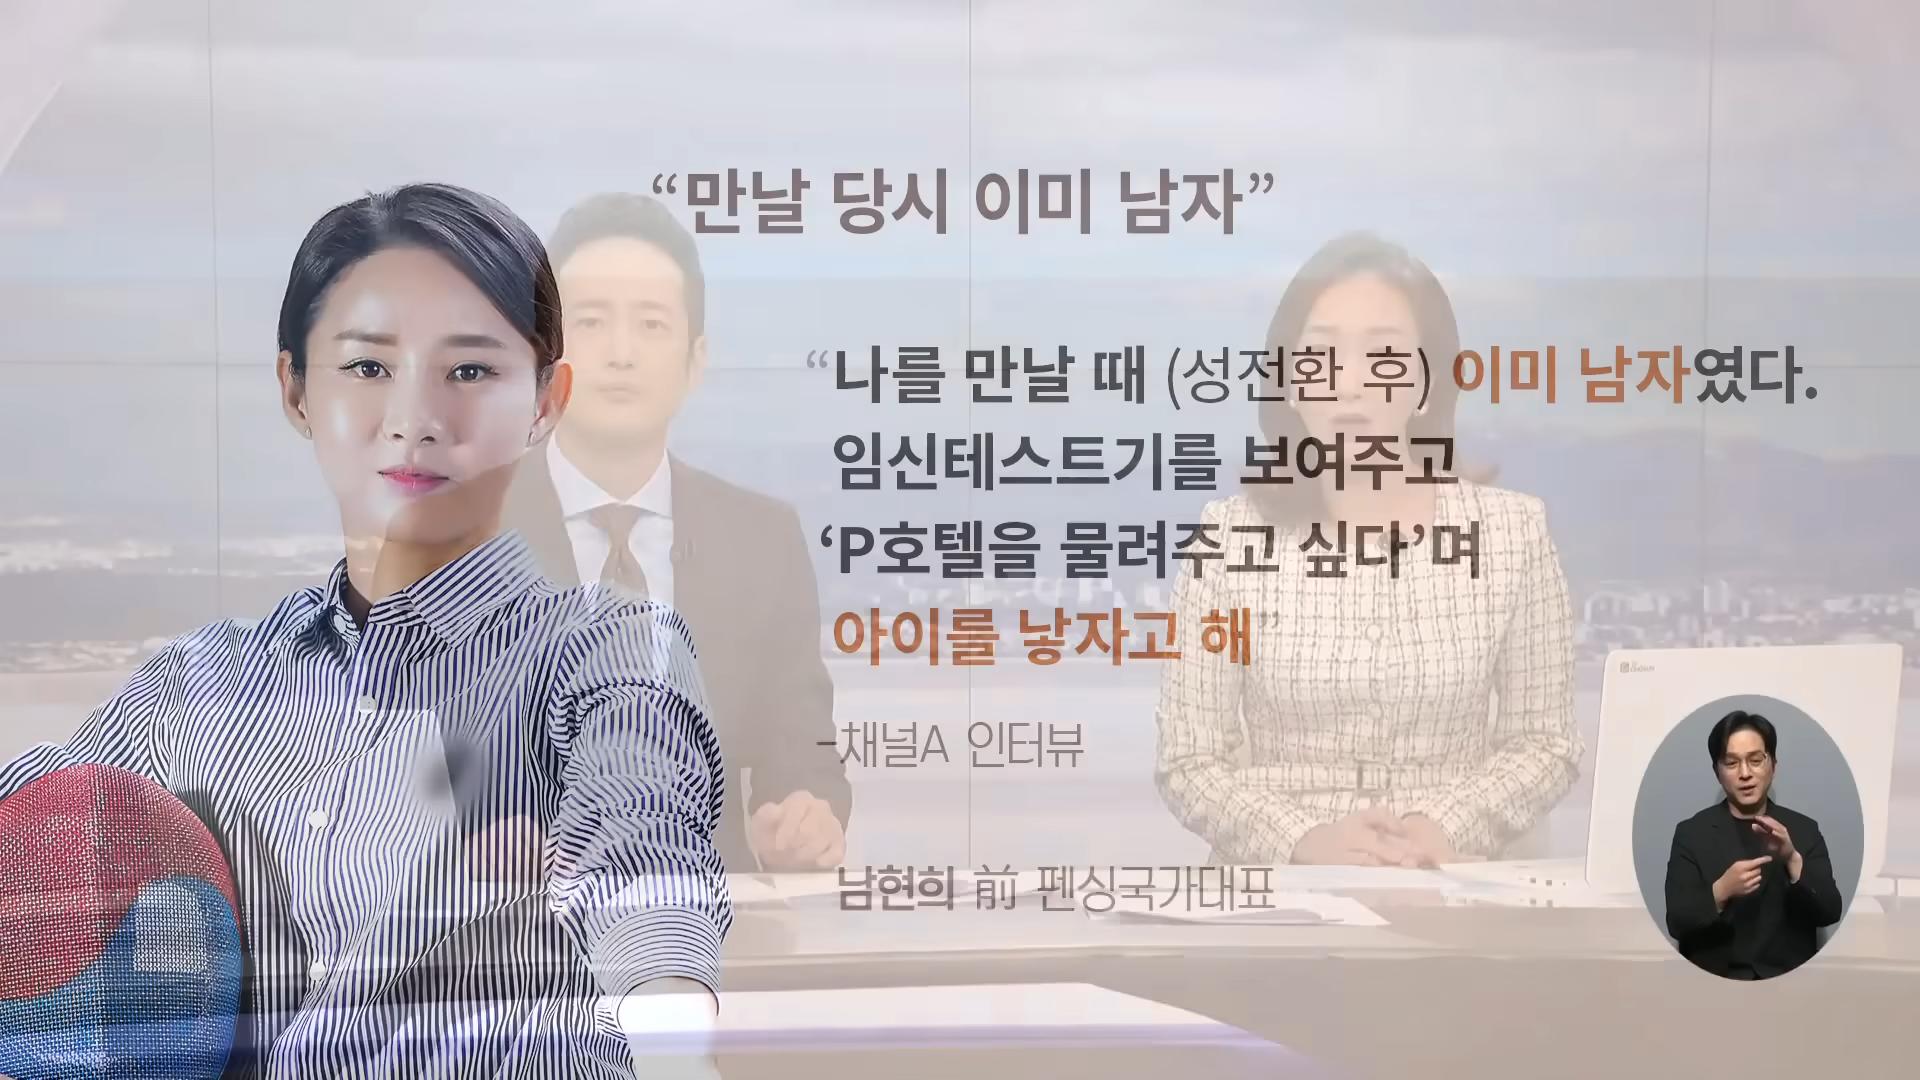 “만날 당시 이미 남자”
“나를 만날 때 (성전환 후) 이미 남자였다.
임신테스트기를 보여주고
‘P호텔을 물려주고 싶다’며
아이를 낳자고 해”
-채널A 인터뷰
남현희 前 펜싱국가대표